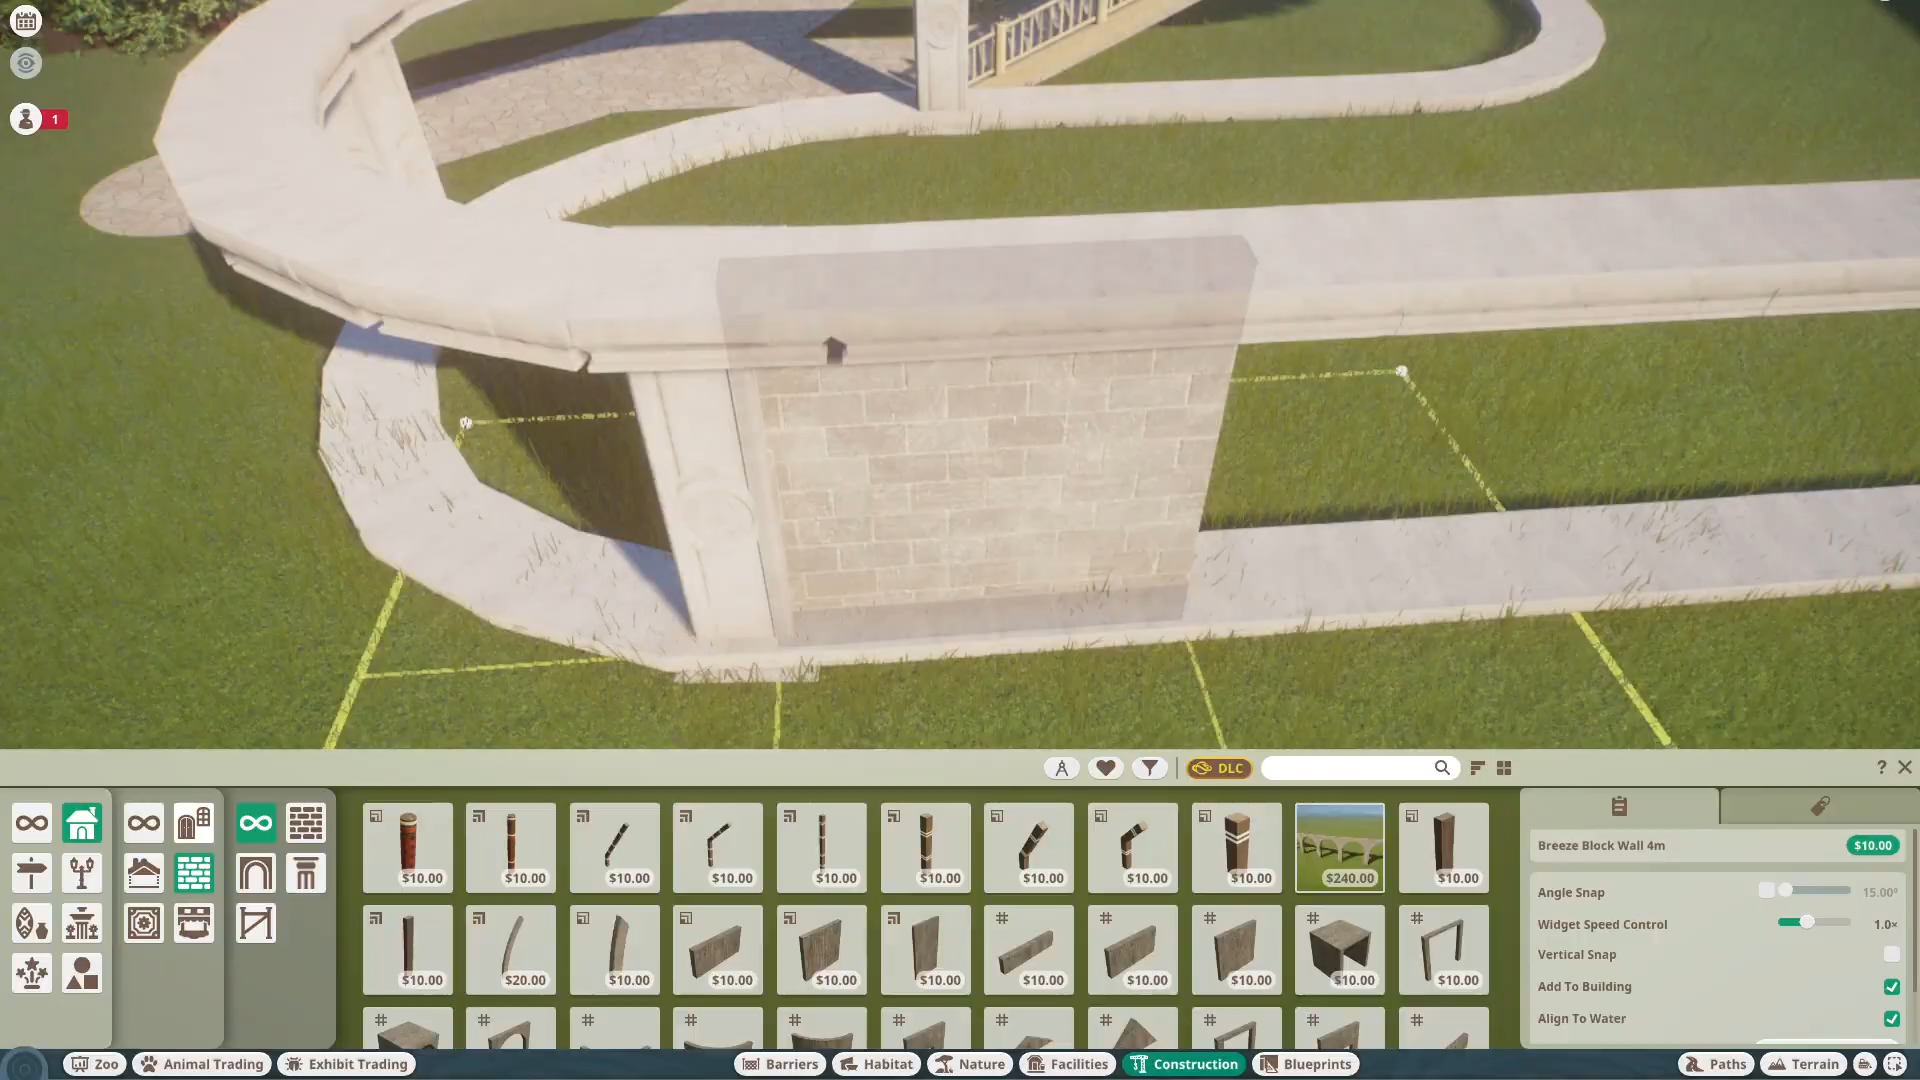 1
DLC
?
$10.00
$10.00
$10.00
$10.00
$10.00
$10.00
$10.00
$10.00
$10.00
$240.00
$10.00
$10.00
$20.00
$10.00
$10.00
$10.00
$10.00
$10.00
$10.00
$10.00
$10.00
$10.00
Breeze Block Wall 4m
$10.00
Angle Snap
15.00°
Widget Speed Control
1.0×
Vertical Snap
Add To Building
Align To Water
Zoo
Animal Trading
Exhibit Trading
Barriers
Habitat
Nature
Facilities
Construction
Blueprints
Paths
Terrain